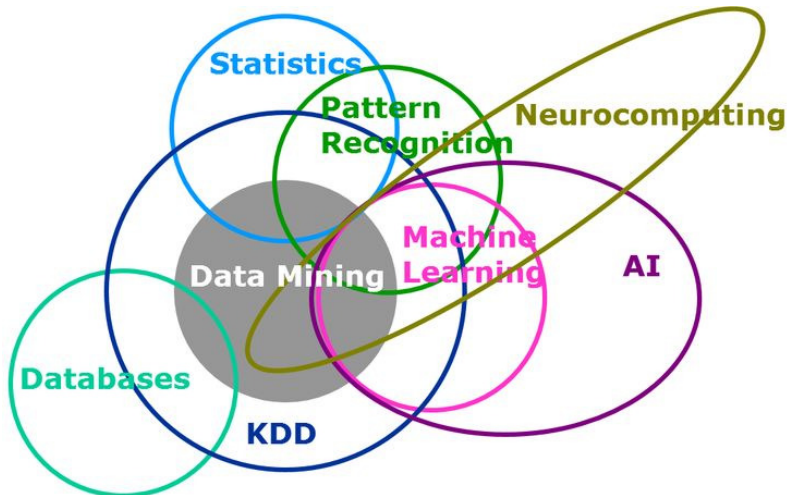 Statistics
Pattern
Recognition
Neurocomputing
Machine
Learning
AI
Data Mining
Databases
KDD